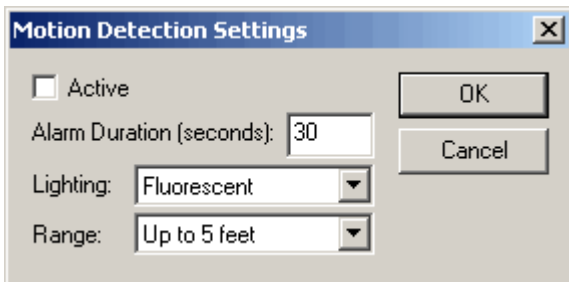 Motion Detection Settings
Active
OK
Alarm Duration (seconds): 30
Cancel
Lighting: Fluorescent
Range: Up to 5 feet